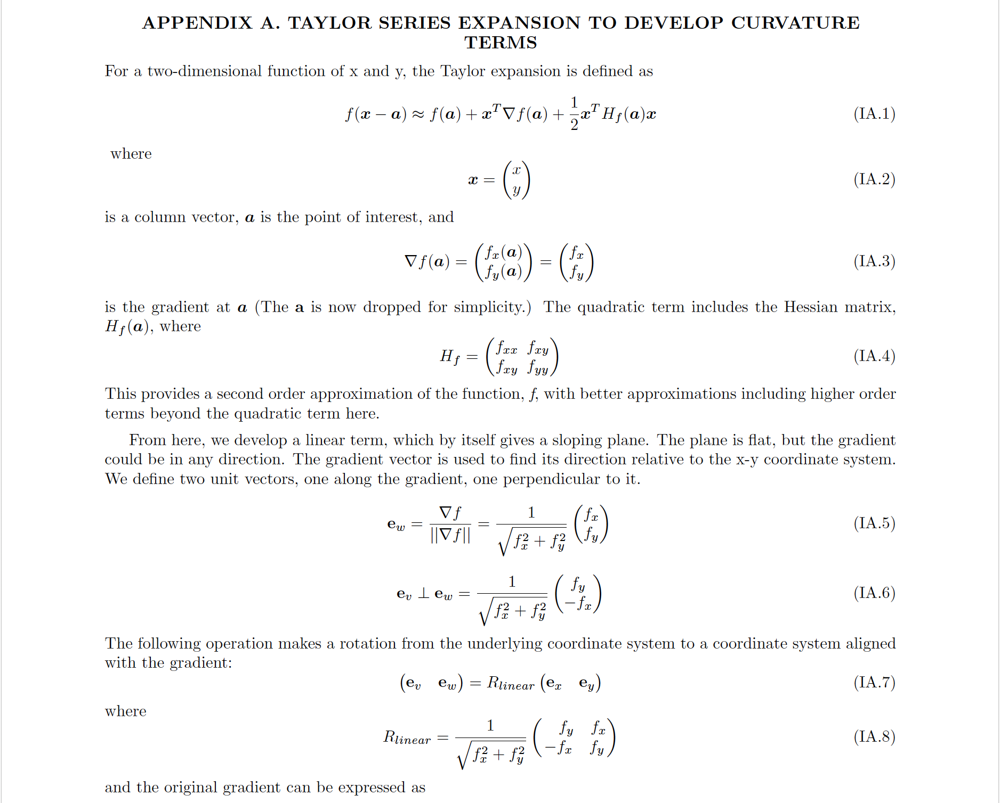 APPENDIX A. TAYLOR SERIES EXPANSION TO DEVELOP CURVATURE
TERMS
For a two-dimensional function of x and y, the Taylor expansion is defined as
$f(\boldsymbol{x} - \boldsymbol{a}) \approx f(\boldsymbol{a}) + \boldsymbol{x}^T \nabla f(\boldsymbol{a}) + \frac{1}{2} \boldsymbol{x}^T H_f(\boldsymbol{a}) \boldsymbol{x}$ (IA.1)
where
$\boldsymbol{x} = \begin{pmatrix} x \\ y \end{pmatrix}$ (IA.2)
is a column vector, $\boldsymbol{a}$ is the point of interest, and
$\nabla f(\boldsymbol{a}) = \begin{pmatrix} f_x(\boldsymbol{a}) \\ f_y(\boldsymbol{a}) \end{pmatrix} = \begin{pmatrix} f_x \\ f_y \end{pmatrix}$ (IA.3)
is the gradient at $\boldsymbol{a}$ (The $\mathbf{a}$ is now dropped for simplicity.) The quadratic term includes the Hessian matrix,
$H_f(\boldsymbol{a})$, where
$H_f = \begin{pmatrix} f_{xx} & f_{xy} \\ f_{xy} & f_{yy} \end{pmatrix}$ (IA.4)
This provides a second order approximation of the function, f, with better approximations including higher order
terms beyond the quadratic term here.
From here, we develop a linear term, which by itself gives a sloping plane. The plane is flat, but the gradient
could be in any direction. The gradient vector is used to find its direction relative to the x-y coordinate system.
We define two unit vectors, one along the gradient, one perpendicular to it.
$\mathbf{e}_w = \frac{\nabla f}{||\nabla f||} = \frac{1}{\sqrt{f_x^2 + f_y^2}} \begin{pmatrix} f_x \\ f_y \end{pmatrix}$ (IA.5)
$\mathbf{e}_v \perp \mathbf{e}_w = \frac{1}{\sqrt{f_x^2 + f_y^2}} \begin{pmatrix} f_y \\ -f_x \end{pmatrix}$ (IA.6)
The following operation makes a rotation from the underlying coordinate system to a coordinate system aligned
with the gradient:
$\begin{pmatrix} \mathbf{e}_v & \mathbf{e}_w \end{pmatrix} = R_{linear} \begin{pmatrix} \mathbf{e}_x & \mathbf{e}_y \end{pmatrix}$ (IA.7)
where
$R_{linear} = \frac{1}{\sqrt{f_x^2 + f_y^2}} \begin{pmatrix} f_y & f_x \\ -f_x & f_y \end{pmatrix}$ (IA.8)
and the original gradient can be expressed as